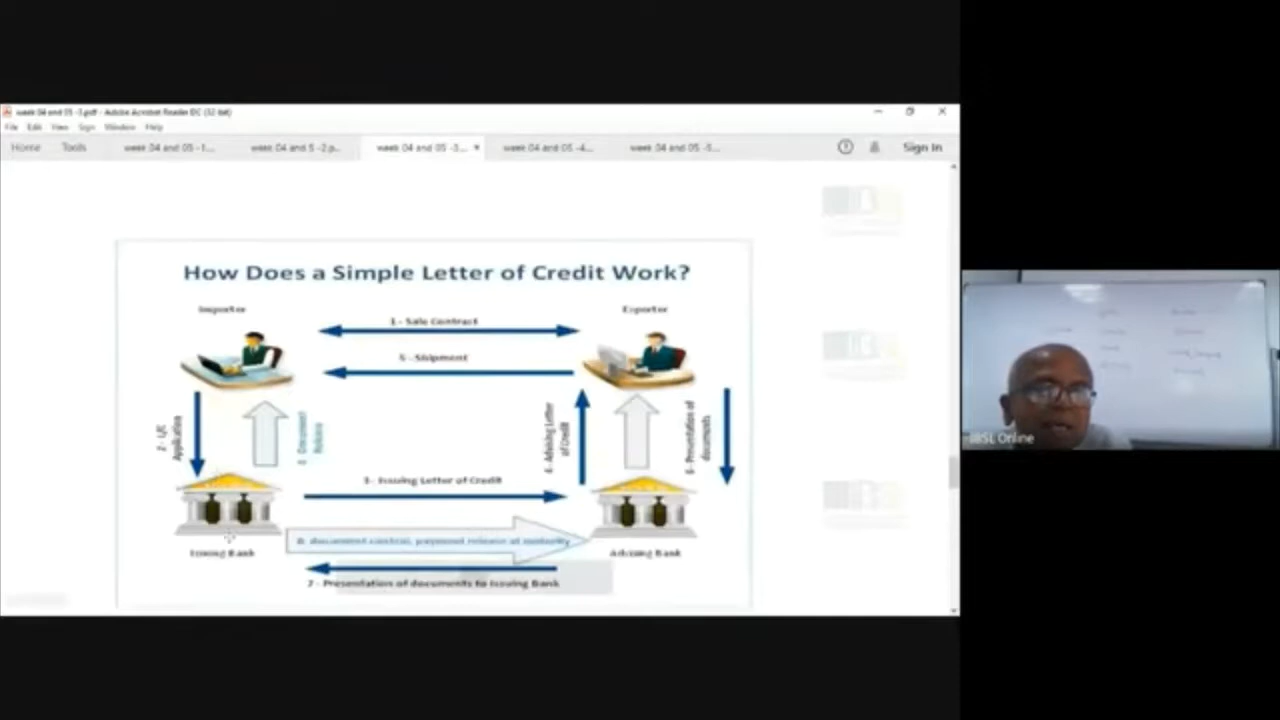 week 04 and 05 -3.pdf - Adobe Acrobat Reader DC (32-bit)
File Edit View Sign Window Help
Home Tools week 04 and 05 -1... week 04 and 5 -2.p... week 04 and 05 -3... × week 04 and 05 -4... week 04 and 05 -5... Sign In
How Does a Simple Letter of Credit Work?
Importer
Exporter
1 - Sale Contract
5 - Shipment
2 - L/C
Application
Document
Release
4 - Advising Letter
of Credit
6 - Presentation of
documents
3 - Issuing Letter of Credit
8- document control, payment release at maturity
Issuing Bank
Advising Bank
7 - Presentation of documents to Issuing Bank
IBSL Online